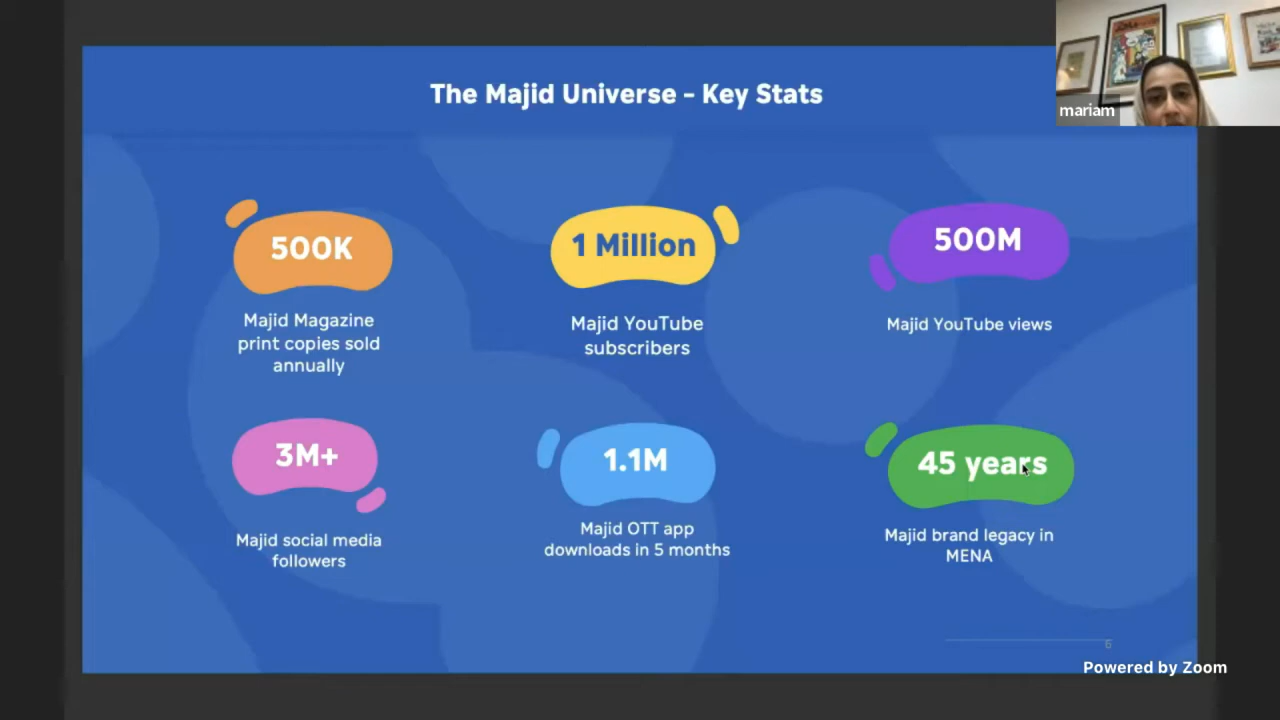 The Majid Universe - Key Stats
mariam
500K
Majid Magazine
print copies sold
annually
1 Million
Majid YouTube
subscribers
500M
Majid YouTube views
3M+
Majid social media
followers
1.1M
Majid OTT app
downloads in 5 months
45 years
Majid brand legacy in
MENA
6
Powered by Zoom